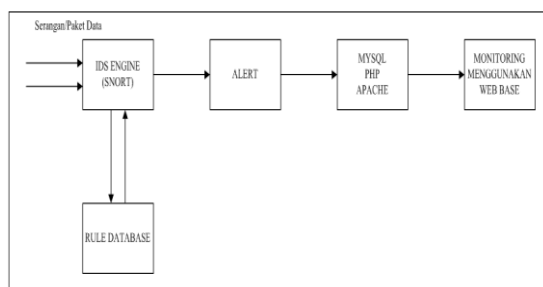 Serangan/Paket Data
IDS ENGINE
(SNORT)
ALERT
MYSQL
PHP
APACHE
MONITORING
MENGGUNAKAN
WEB BASE
RULE DATABASE